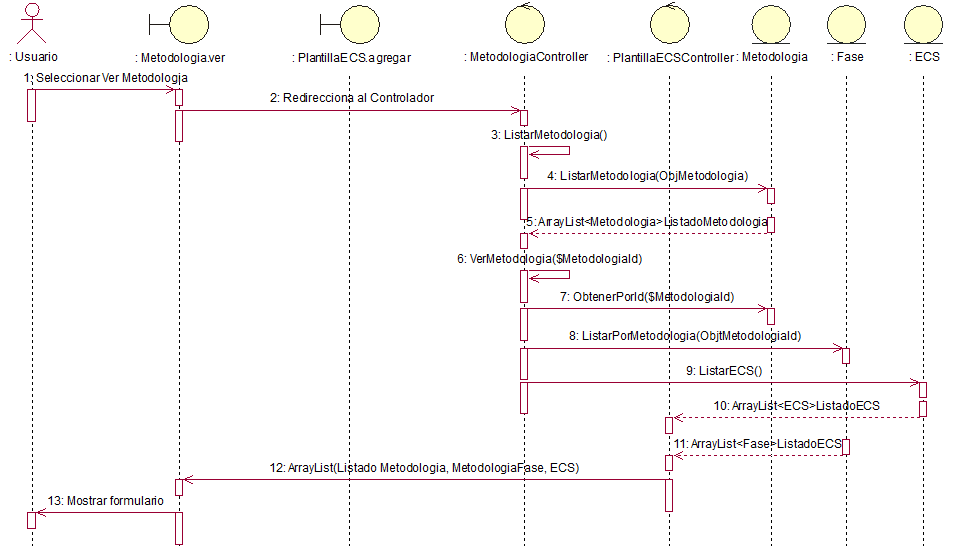 : Usuario
: Metodologia.ver
: PlantillaECS.agregar
: MetodologiaController
: PlantillaECSController
: Metodologia
: Fase
: ECS
1: Seleccionar Ver Metodologia
2: Redirecciona al Controlador
3: ListarMetodologia()
4: ListarMetodologia(ObjMetodologia)
5: ArrayList<Metodologia>ListadoMetodologia
6: VerMetodologia($MetodologiaId)
7: ObtenerPorId($MetodologiaId)
8: ListarPorMetodologia(ObjtMetodologiaId)
9: ListarECS()
10: ArrayList<ECS>ListadoECS
11: ArrayList<Fase>ListadoECS
12: ArrayList(Listado Metodologia, MetodologiaFase, ECS)
13: Mostrar formulario